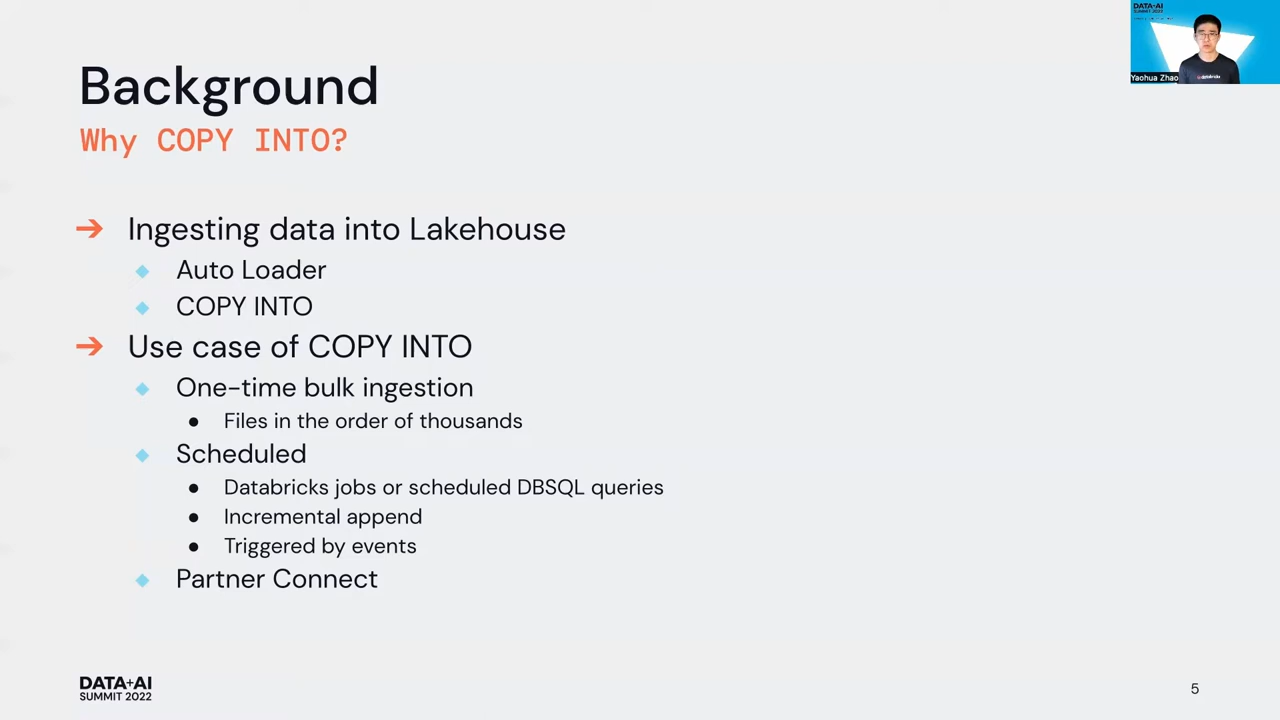 DATA+AI
SUMMIT 2022
Yaohua Zhao
Background
Why COPY INTO?
Ingesting data into Lakehouse
Auto Loader
COPY INTO
Use case of COPY INTO
One-time bulk ingestion
Files in the order of thousands
Scheduled
Databricks jobs or scheduled DBSQL queries
Incremental append
Triggered by events
Partner Connect
DATA+AI
SUMMIT 2022
5